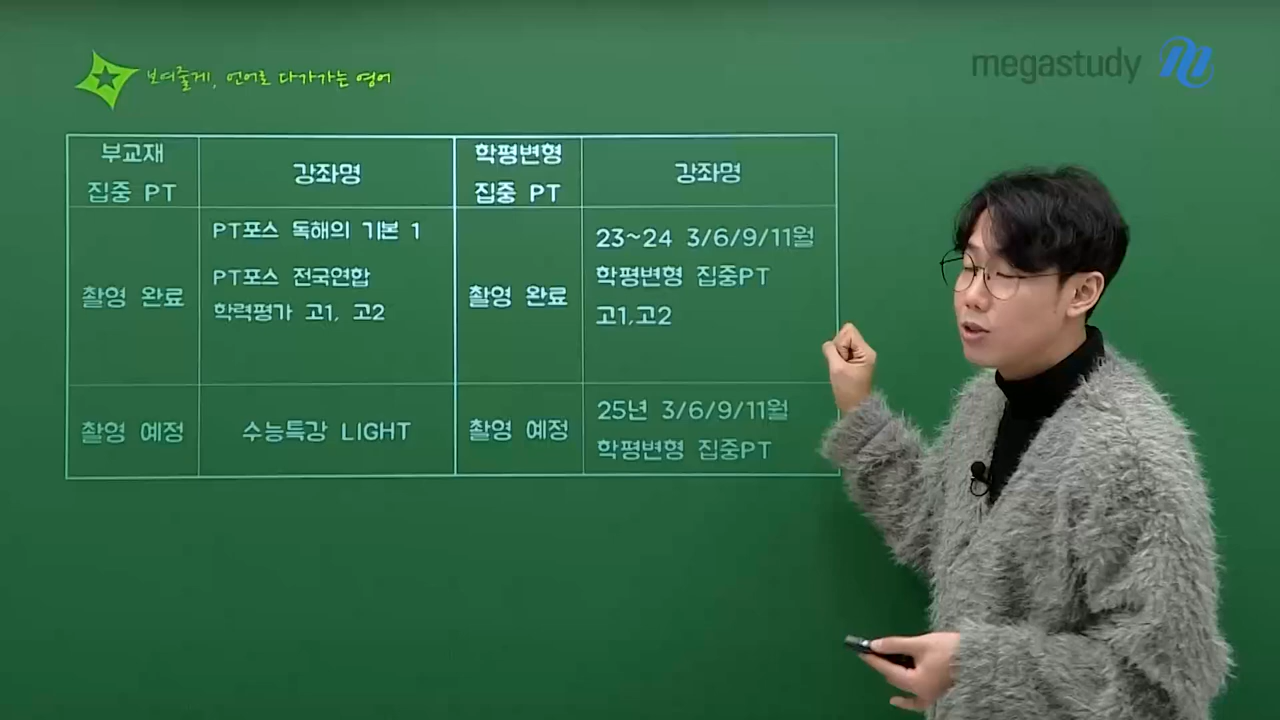 보여줄게, 언어로 다가가는 영어
megastudy
부교재
집중 PT
강좌명
학평변형
집중 PT
강좌명
촬영 완료
PT포스 독해의 기본 1
PT포스 전국연합
학력평가 고1, 고2
촬영 완료
23~24 3/6/9/11월
학평변형 집중PT
고1,고2
촬영 예정
수능특강 LIGHT
촬영 예정
25년 3/6/9/11월
학평변형 집중PT